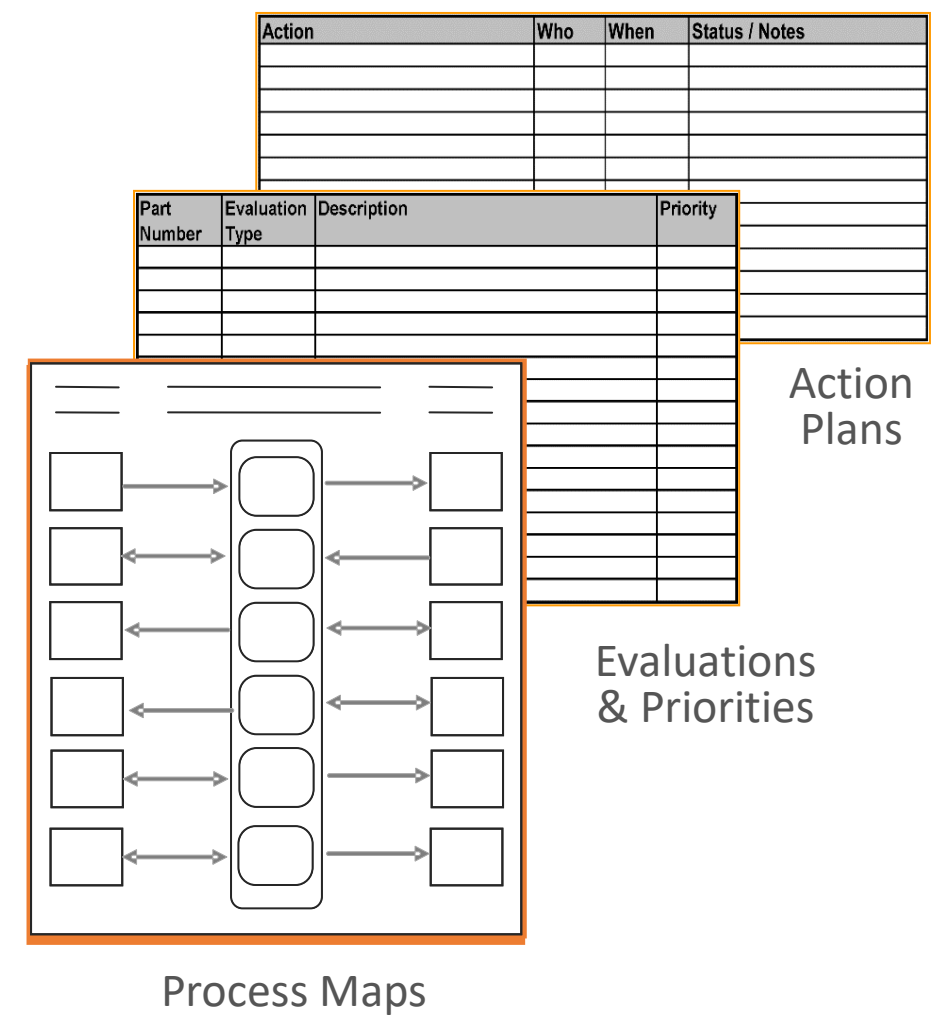 Action Who When Status / Notes
Part Number Evaluation Type Description Priority
Action
Plans
Evaluations
& Priorities
Process Maps